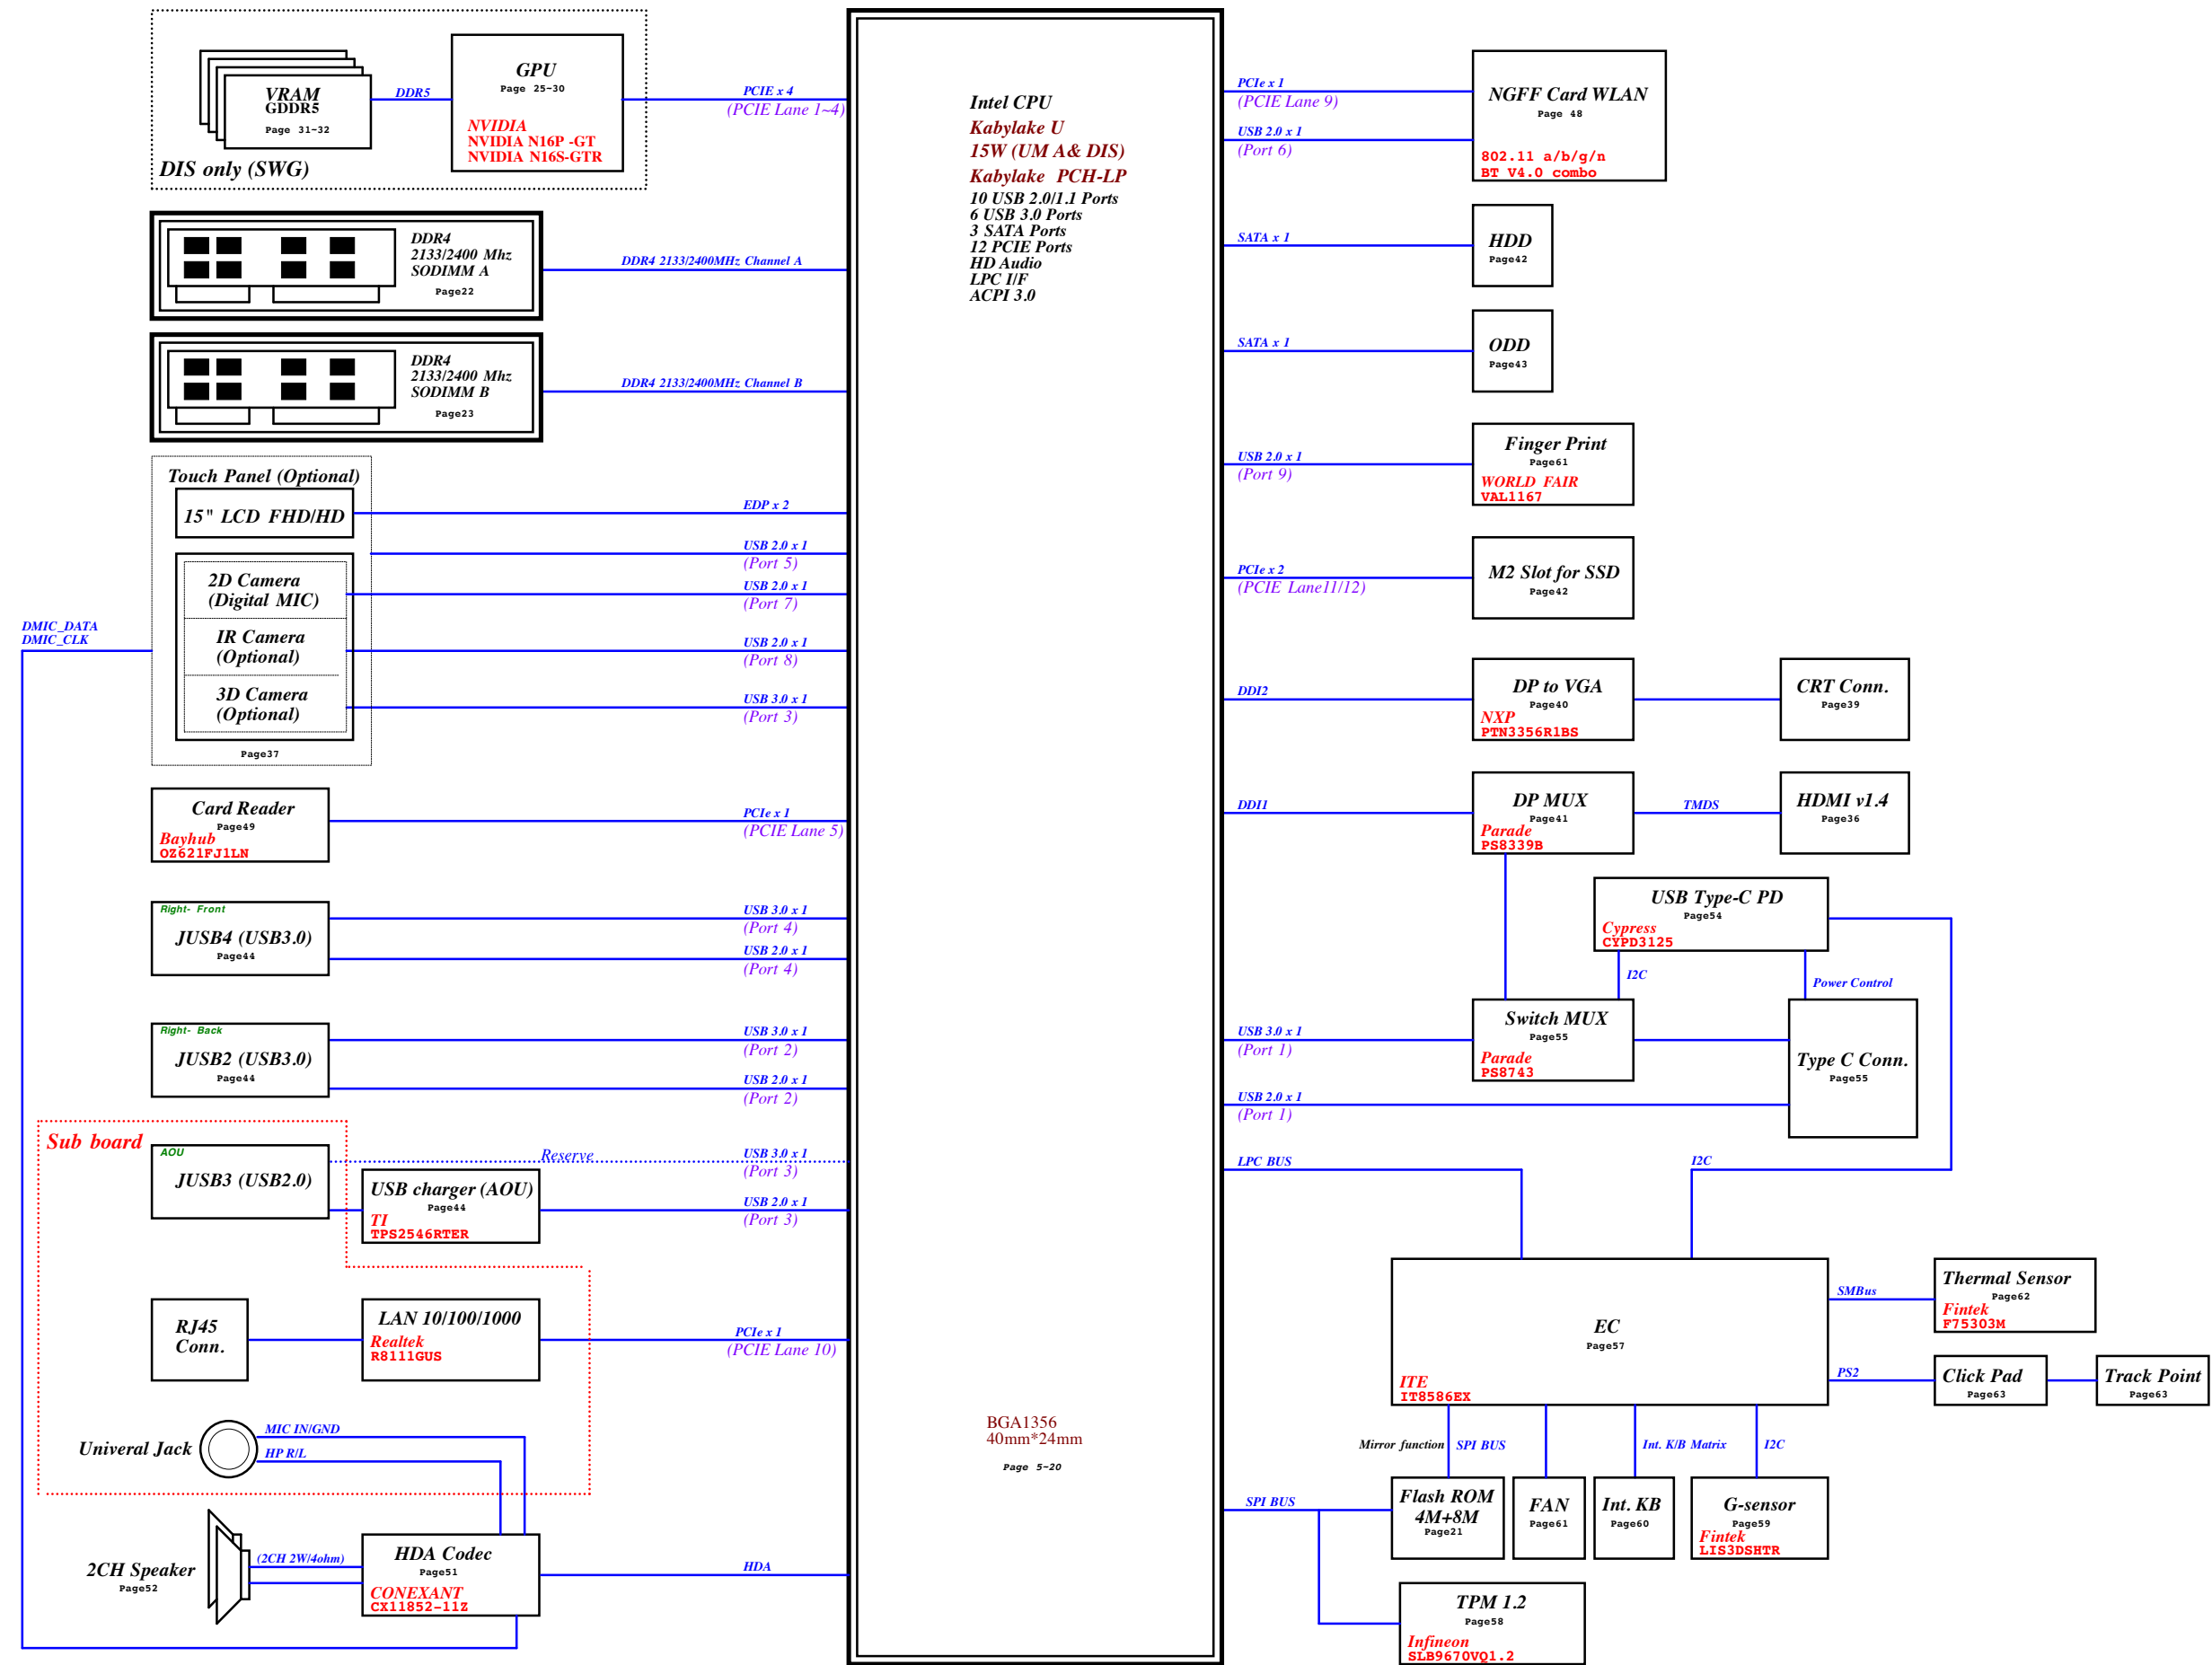 VRAM
GDDR5
Page 31-32
DDR5
GPU
Page 25-30
NVIDIA
NVIDIA N16P -GT
NVIDIA N16S-GTR
DIS only (SWG)
PCIE x 4
(PCIE Lane 1~4)
DDR4
2133/2400 Mhz
SODIMM A
Page22
DDR4 2133/2400MHz Channel A
DDR4
2133/2400 Mhz
SODIMM B
Page23
DDR4 2133/2400MHz Channel B
Touch Panel (Optional)
15" LCD FHD/HD
EDP x 2
USB 2.0 x 1
(Port 5)
2D Camera
(Digital MIC)
USB 2.0 x 1
(Port 7)
DMIC_DATA
DMIC_CLK
IR Camera
(Optional)
USB 2.0 x 1
(Port 8)
3D Camera
(Optional)
USB 3.0 x 1
(Port 3)
Page37
Card Reader
Page49
Bayhub
OZ621FJ1LN
PCIe x 1
(PCIE Lane 5)
Right- Front
JUSB4 (USB3.0)
Page44
USB 3.0 x 1
(Port 4)
USB 2.0 x 1
(Port 4)
Right- Back
JUSB2 (USB3.0)
Page44
USB 3.0 x 1
(Port 2)
USB 2.0 x 1
(Port 2)
Sub board
AOU
JUSB3 (USB2.0)
Reserve
USB 3.0 x 1
(Port 3)
USB charger (AOU)
Page44
TI
TPS2546RTER
USB 2.0 x 1
(Port 3)
RJ45
Conn.
LAN 10/100/1000
Realtek
R8111GUS
PCIe x 1
(PCIE Lane 10)
Univeral Jack
MIC IN/GND
HP R/L
2CH Speaker
Page52
(2CH 2W/4ohm)
HDA Codec
Page51
CONEXANT
CX11852-11Z
HDA
Intel CPU
Kabylake U
15W (UM A& DIS)
Kabylake PCH-LP
10 USB 2.0/1.1 Ports
6 USB 3.0 Ports
3 SATA Ports
12 PCIE Ports
HD Audio
LPC I/F
ACPI 3.0
BGA1356
40mm*24mm
Page 5-20
PCIe x 1
(PCIE Lane 9)
USB 2.0 x 1
(Port 6)
NGFF Card WLAN
Page 48
802.11 a/b/g/n
BT V4.0 combo
SATA x 1
HDD
Page42
SATA x 1
ODD
Page43
USB 2.0 x 1
(Port 9)
Finger Print
Page61
WORLD FAIR
VAL1167
PCIe x 2
(PCIE Lane11/12)
M2 Slot for SSD
Page42
DDI2
DP to VGA
Page40
NXP
PTN3356R1BS
CRT Conn.
Page39
DDI1
DP MUX
Page41
Parade
PS8339B
TMDS
HDMI v1.4
Page36
USB Type-C PD
Page54
Cypress
CYPD3125
I2C
Power Control
USB 3.0 x 1
(Port 1)
Switch MUX
Page55
Parade
PS8743
Type C Conn.
Page55
USB 2.0 x 1
(Port 1)
LPC BUS
I2C
EC
Page57
ITE
IT8586EX
SMBus
Thermal Sensor
Page62
Fintek
F75303M
PS2
Click Pad
Page63
Track Point
Page63
Mirror function
SPI BUS
Int. K/B Matrix
I2C
SPI BUS
Flash ROM
4M+8M
Page21
FAN
Page61
Int. KB
Page60
G-sensor
Page59
Fintek
LIS3DSHTR
TPM 1.2
Page58
Infineon
SLB9670VQ1.2